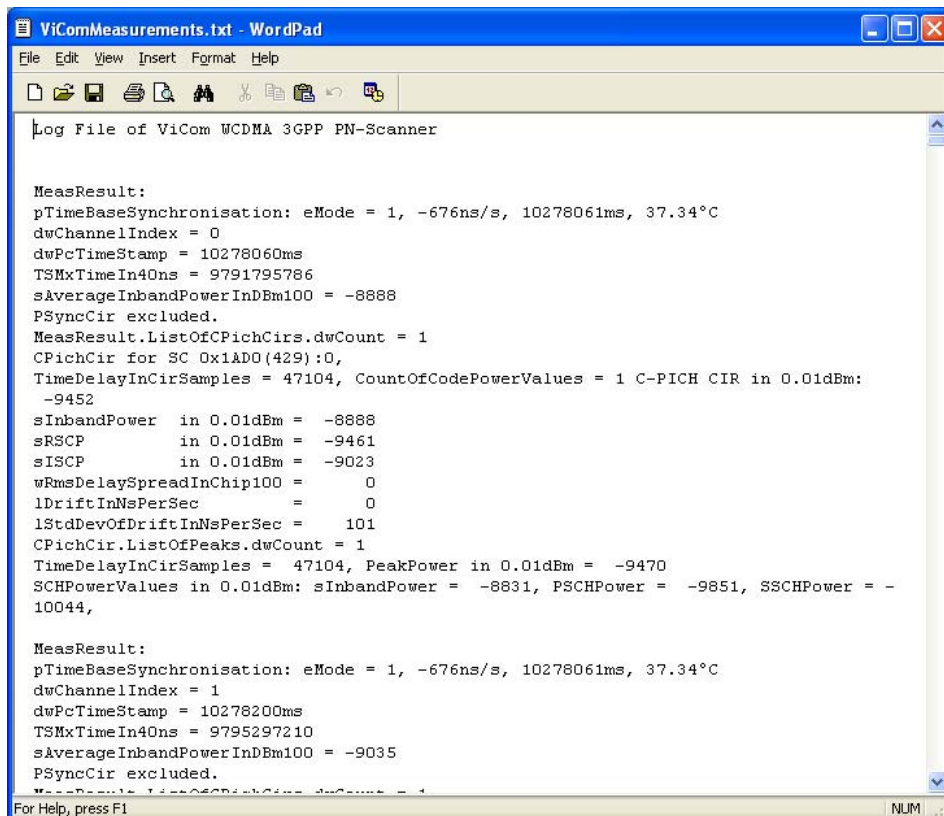 ViComMeasurements.txt - WordPad
File Edit View Insert Format Help
Log File of ViCom WCDMA 3GPP PN-Scanner
MeasResult:
pTimeBaseSynchronisation: eMode = 1, -676ns/s, 10278061ms, 37.34°C
dwChannelIndex = 0
dwPcTimeStamp = 10278060ms
TSMxTimeIn40ns = 9791795786
sAverageInbandPowerInDBm100 = -8888
PSyncCir excluded.
MeasResult.ListOfCPichCirs.dwCount = 1
CPichCir for SC 0x1AD0(429):0,
TimeDelayInCirSamples = 47104, CountOfCodePowerValues = 1 C-PICH CIR in 0.01dBm:
-9452
sInbandPower in 0.01dBm = -8888
sRSCP in 0.01dBm = -9461
sISCP in 0.01dBm = -9023
wRmsDelaySpreadInChip100 = 0
lDriftInNsPerSec = 0
lStdDevOfDriftInNsPerSec = 101
CPichCir.ListOfPeaks.dwCount = 1
TimeDelayInCirSamples = 47104, PeakPower in 0.01dBm = -9470
SCHPowerValues in 0.01dBm: sInbandPower = -8831, PSCHPower = -9851, SSCHPower = -
10044,
MeasResult:
pTimeBaseSynchronisation: eMode = 1, -676ns/s, 10278061ms, 37.34°C
dwChannelIndex = 1
dwPcTimeStamp = 10278200ms
TSMxTimeIn40ns = 9795297210
sAverageInbandPowerInDBm100 = -9035
PSyncCir excluded.
MeasResult.ListOfCPichCirs.dwCount = 1
For Help, press F1
NUM